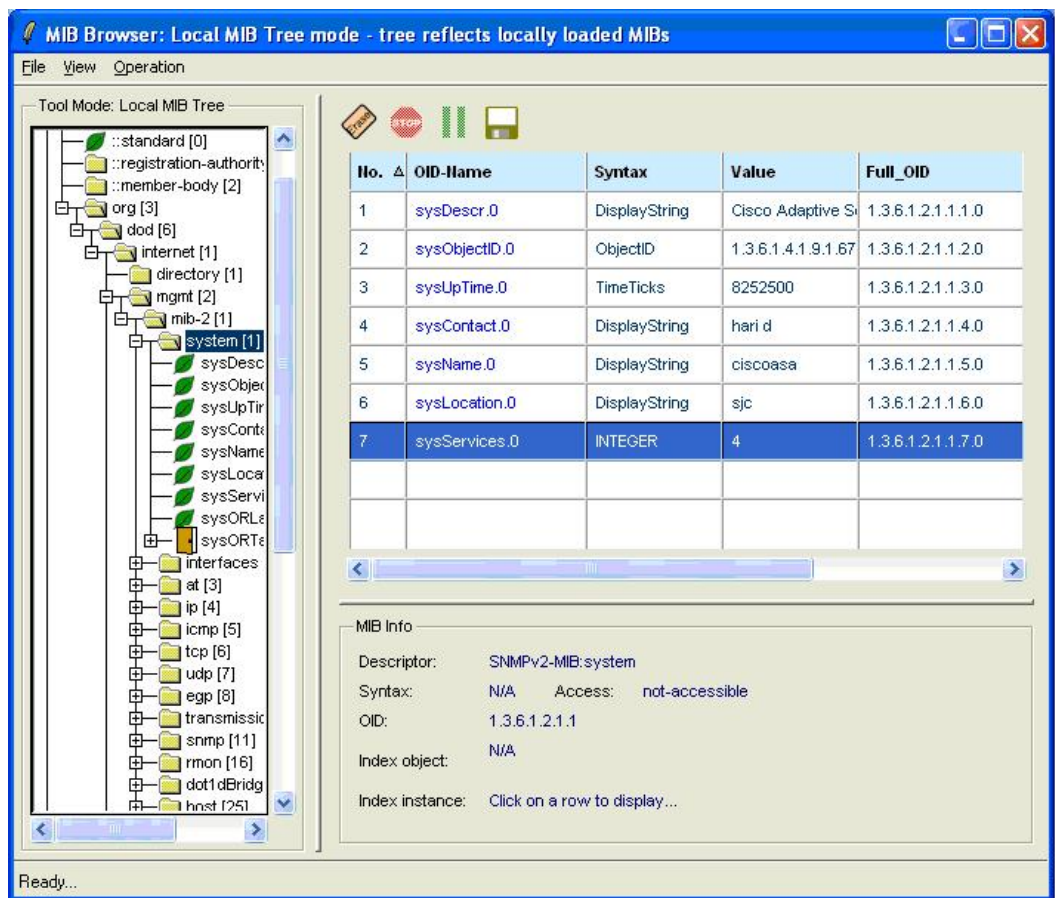 MIB Browser: Local MIB Tree mode - tree reflects locally loaded MIBs
File View Operation
Tool Mode: Local MIB Tree
::standard [0]
::registration-authority
::member-body [2]
org [3]
dod [6]
internet [1]
directory [1]
mgmt [2]
mib-2 [1]
system [1]
sysDesc
sysObje
sysUpTir
sysConta
sysName
sysLoca
sysServi
sysORLa
sysORTa
interfaces
at [3]
ip [4]
icmp [5]
tcp [6]
udp [7]
egp [8]
transmissic
snmp [11]
rmon [16]
dot1dBridg
host [25]
Erase STOP
No. OID-Name Syntax Value Full_OID
1 sysDescr.0 DisplayString Cisco Adaptive S 1.3.6.1.2.1.1.1.0
2 sysObjectID.0 ObjectID 1.3.6.1.4.1.9.1.67 1.3.6.1.2.1.1.2.0
3 sysUpTime.0 TimeTicks 8252500 1.3.6.1.2.1.1.3.0
4 sysContact.0 DisplayString hari d 1.3.6.1.2.1.1.4.0
5 sysName.0 DisplayString ciscoasa 1.3.6.1.2.1.1.5.0
6 sysLocation.0 DisplayString sjc 1.3.6.1.2.1.1.6.0
7 sysServices.0 INTEGER 4 1.3.6.1.2.1.1.7.0
MIB Info
Descriptor: SNMPv2-MIB:system
Syntax: N/A Access: not-accessible
OID: 1.3.6.1.2.1.1
Index object: N/A
Index instance: Click on a row to display...
Ready...